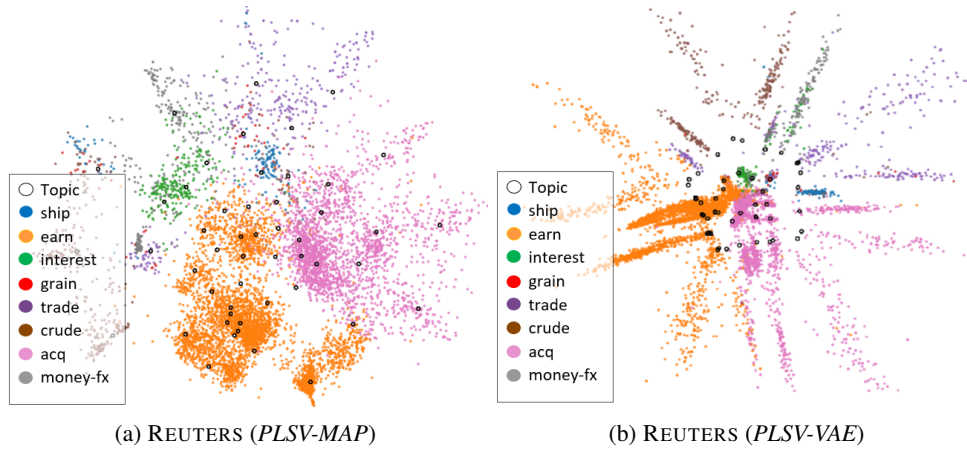 Topic
ship
earn
interest
grain
trade
crude
acq
money-fx
Topic
ship
earn
interest
grain
trade
crude
acq
money-fx
(a) REUTERS (PLSV-MAP)
(b) REUTERS (PLSV-VAE)